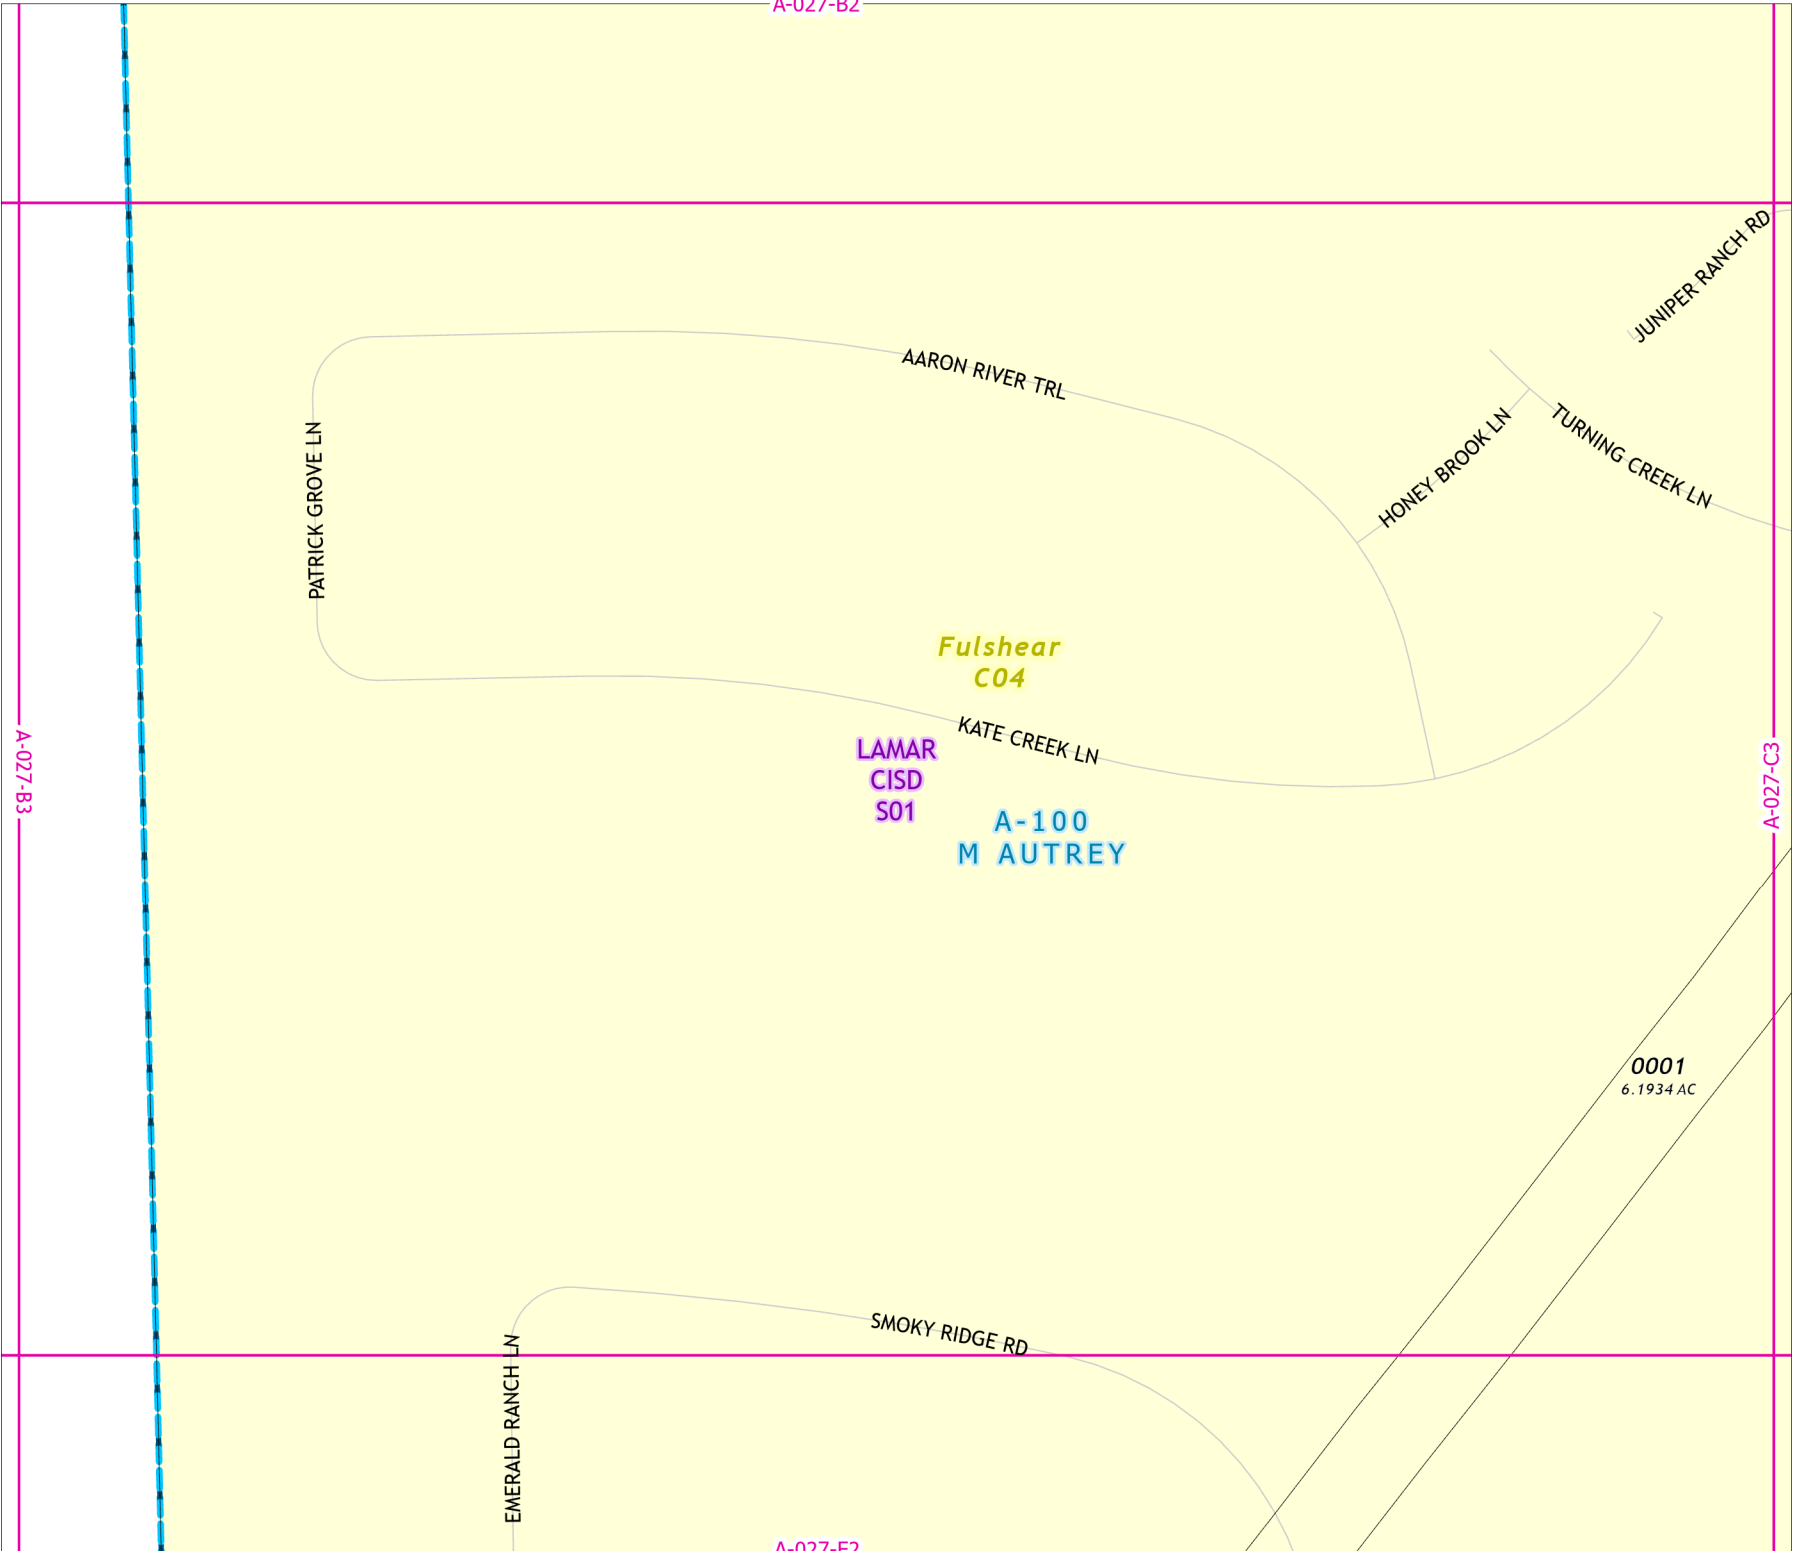 A-027-B2
JUNIPER RANCH RD
AARON RIVER TRL
TURNING CREEK LN
HONEY BROOK LN
PATRICK GROVE LN
Fulshear
C04
KATE CREEK LN
LAMAR
CISD
S01
A-100
M AUTREY
A-027-B3
A-027-C3
0001
6.1934 AC
SMOKY RIDGE RD
EMERALD RANCH LN